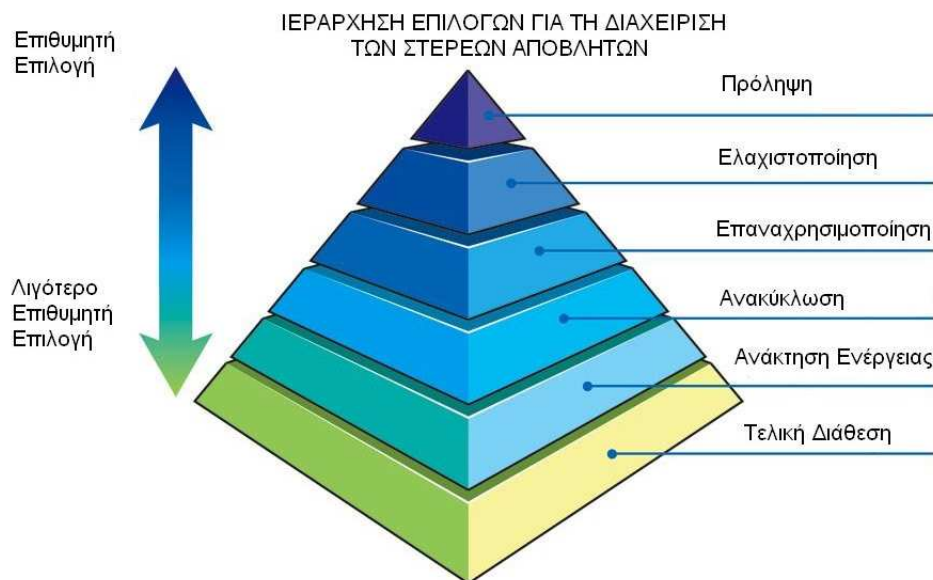 ΙΕΡΑΡΧΗΣΗ ΕΠΙΛΟΓΩΝ ΓΙΑ ΤΗ ΔΙΑΧΕΙΡΙΣΗ
ΤΩΝ ΣΤΕΡΕΩΝ ΑΠΟΒΛΗΤΩΝ
Επιθυμητή
Επιλογή
Πρόληψη
Ελαχιστοποίηση
Επαναχρησιμοποίηση
Λιγότερο
Επιθυμητή
Επιλογή
Ανακύκλωση
Ανάκτηση Ενέργειας
Τελική Διάθεση